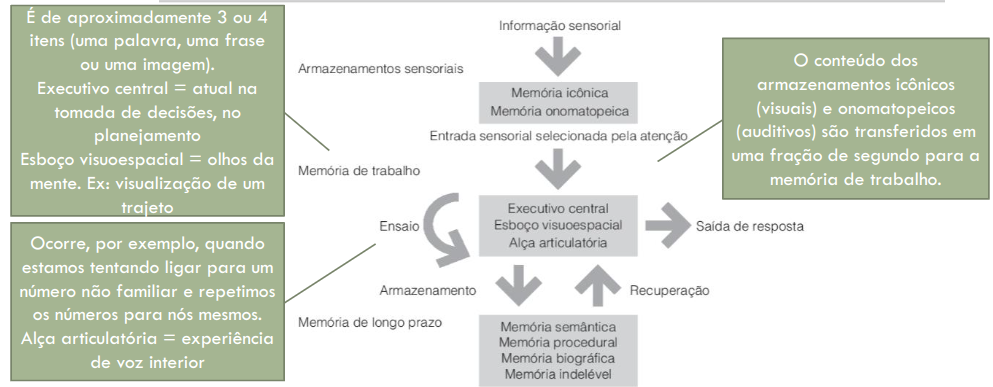 É de aproximadamente 3 ou 4
itens (uma palavra, uma frase
ou uma imagem).
Executivo central = atual na
tomada de decisões, no
planejamento
Esboço visuoespacial = olhos da
mente. Ex: visualização de um
trajeto
Ocorre, por exemplo, quando
estamos tentando ligar para um
número não familiar e repetimos
os números para nós mesmos.
Alça articulatória = experiência
de voz interior
Informação sensorial
Armazenamentos sensoriais
Memória icônica
Memória onomatopeica
Entrada sensorial selecionada pela atenção
Memória de trabalho
Executivo central
Esboço visuoespacial
Alça articulatória
Ensaio
Saída de resposta
Armazenamento
Recuperação
Memória de longo prazo
Memória semântica
Memória procedural
Memória biográfica
Memória indelével
O conteúdo dos
armazenamentos icônicos
(visuais) e onomatopeicos
(auditivos) são transferidos em
uma fração de segundo para a
memória de trabalho.